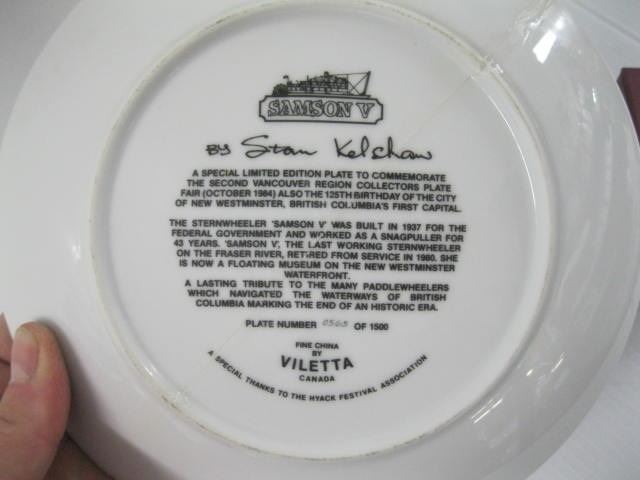 SAMSON V
BY Stan Kelshaw
A SPECIAL LIMITED EDITION PLATE TO COMMEMORATE
THE SECOND VANCOUVER REGION COLLECTORS PLATE
FAIR (OCTOBER 1984) ALSO THE 125TH BIRTHDAY OF THE CITY
OF NEW WESTMINSTER, BRITISH COLUMBIA'S FIRST CAPITAL.
THE STERNWHEELER 'SAMSON V' WAS BUILT IN 1937 FOR THE
FEDERAL GOVERNMENT AND WORKED AS A SNAGPULLER FOR
43 YEARS. 'SAMSON V', THE LAST WORKING STERNWHEELER
ON THE FRASER RIVER, RETIRED FROM SERVICE IN 1980. SHE
IS NOW A FLOATING MUSEUM ON THE NEW WESTMINSTER
WATERFRONT.
A LASTING TRIBUTE TO THE MANY PADDLEWHEELERS
WHICH NAVIGATED THE WATERWAYS OF BRITISH
COLUMBIA MARKING THE END OF AN HISTORIC ERA.
PLATE NUMBER 0565 OF 1500
FINE CHINA
BY
VILETTA
CANADA
A SPECIAL THANKS TO THE HYACK FESTIVAL ASSOCIATION